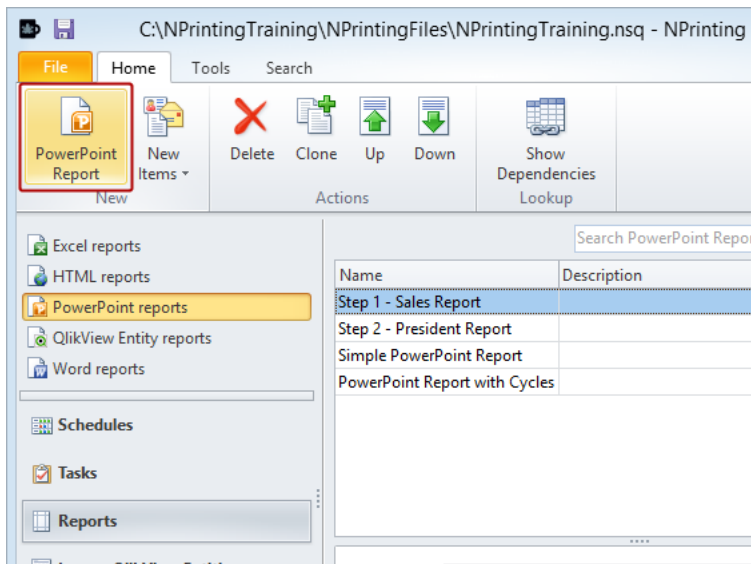 C:\NPrintingTraining\NPrintingFiles\NPrintingTraining.nsq - NPrinting
File Home Tools Search
PowerPoint
Report
New
Items
Delete Clone Up Down
Show
Dependencies
New Actions Lookup
Excel reports
HTML reports
PowerPoint reports
QlikView Entity reports
Word reports
Schedules
Tasks
Reports
Search PowerPoint Repo
Name Description
Step 1 - Sales Report
Step 2 - President Report
Simple PowerPoint Report
PowerPoint Report with Cycles